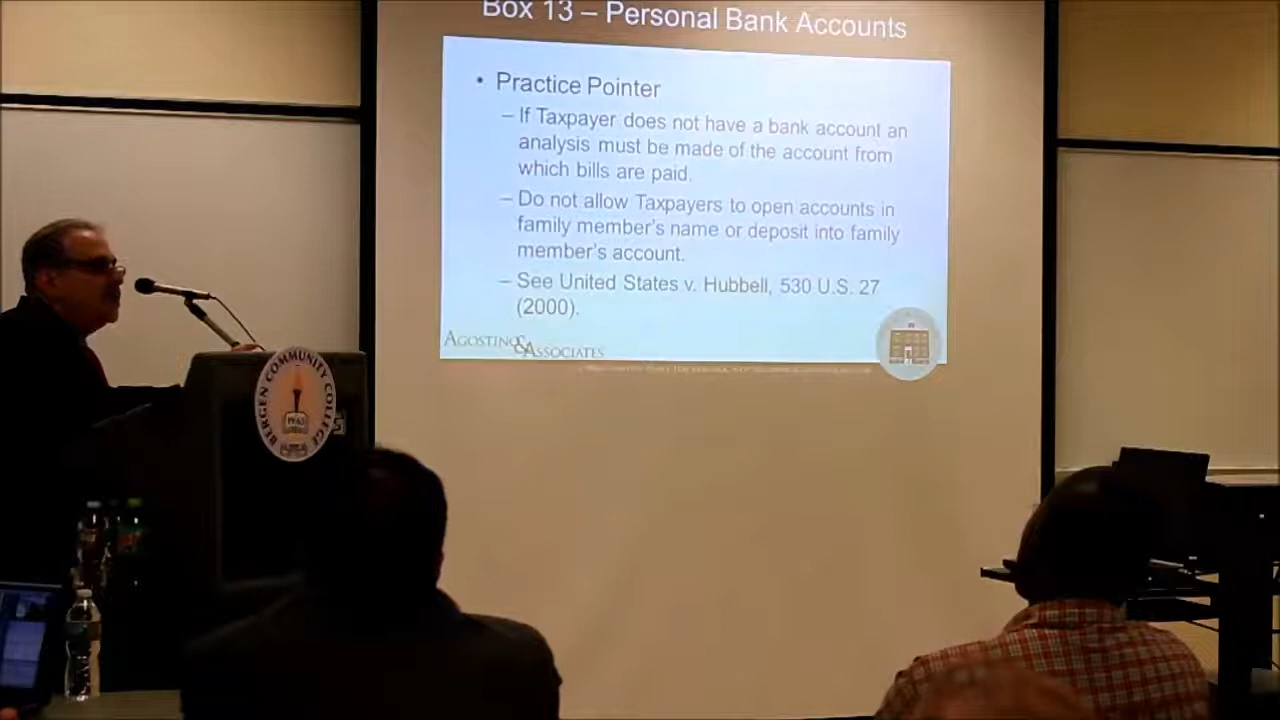 Box 13 – Personal Bank Accounts
• Practice Pointer
– If Taxpayer does not have a bank account an
analysis must be made of the account from
which bills are paid.
– Do not allow Taxpayers to open accounts in
family member's name or deposit into family
member's account.
– See United States v. Hubbell, 530 U.S. 27
(2000).
AGOSTINO & ASSOCIATES
BERGEN COMMUNITY COLLEGE